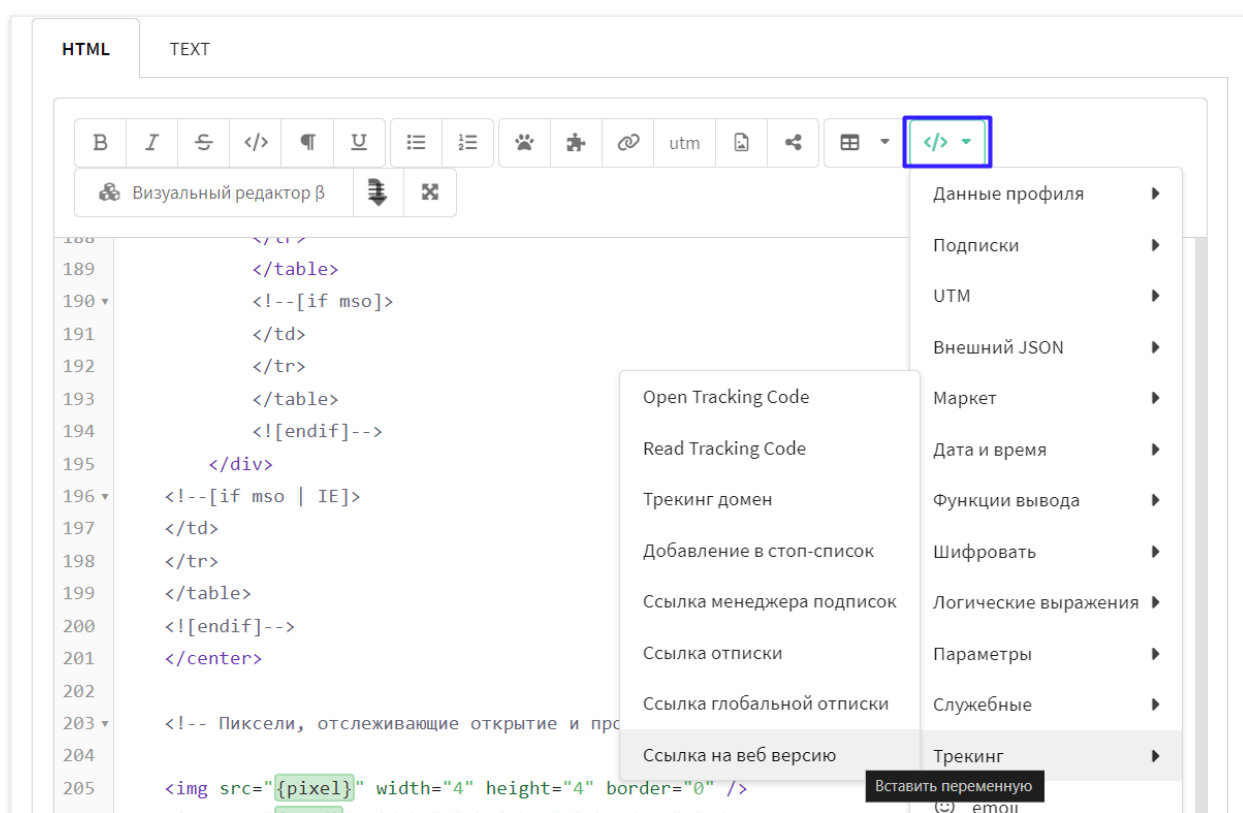 HTML TEXT
B I S </> ¶ U utm </>
Визуальный редактор β
188 </tr>
189 </table>
190 <!--[if mso]>
191 </td>
192 </tr>
193 </table>
194 <![endif]-->
195 </div>
196 <!--[if mso | IE]>
197 </td>
198 </tr>
199 </table>
200 <![endif]-->
201 </center>
202
203 <!-- Пиксели, отслеживающие открытие и
204
205 <img src="{pixel}" width="4" height="4" border="0" />
Open Tracking Code
Read Tracking Code
Трекинг домен
Добавление в стоп-список
Ссылка менеджера подписок
Ссылка отписки
Ссылка глобальной отписки
Ссылка на веб версию
Данные профиля
Подписки
UTM
Внешний JSON
Маркет
Дата и время
Функции вывода
Шифровать
Логические выражения
Параметры
Служебные
Трекинг
Вставить переменную
emoji